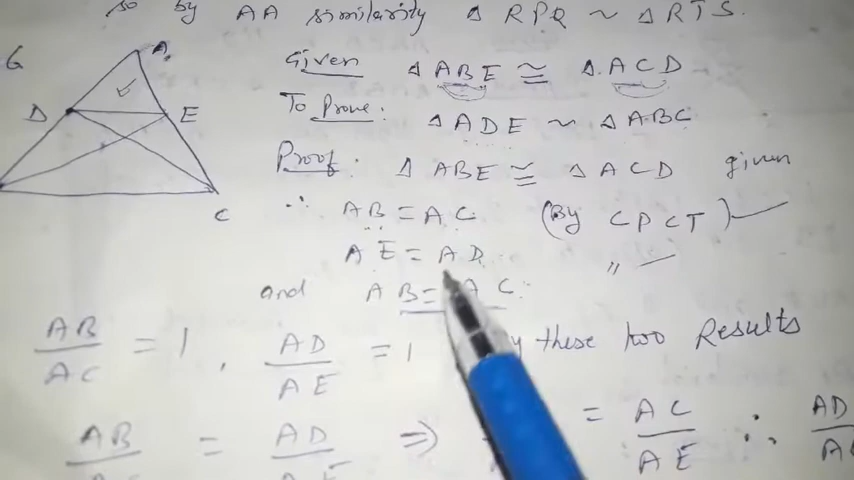 so by AA similarity Δ RPQ ~ Δ RTS.
6
Given Δ ABE ≅ Δ ACD
To Prove: Δ ADE ~ Δ ABC
Proof: Δ ABE ≅ Δ ACD given
∴ AB = AC (By CPCT)
AE = AD "
and AB = AC
AB/AC = 1, AD/AE = 1 these two Results
AB = AD ⇒ = AC/AE ∴ AD
A
D
E
C